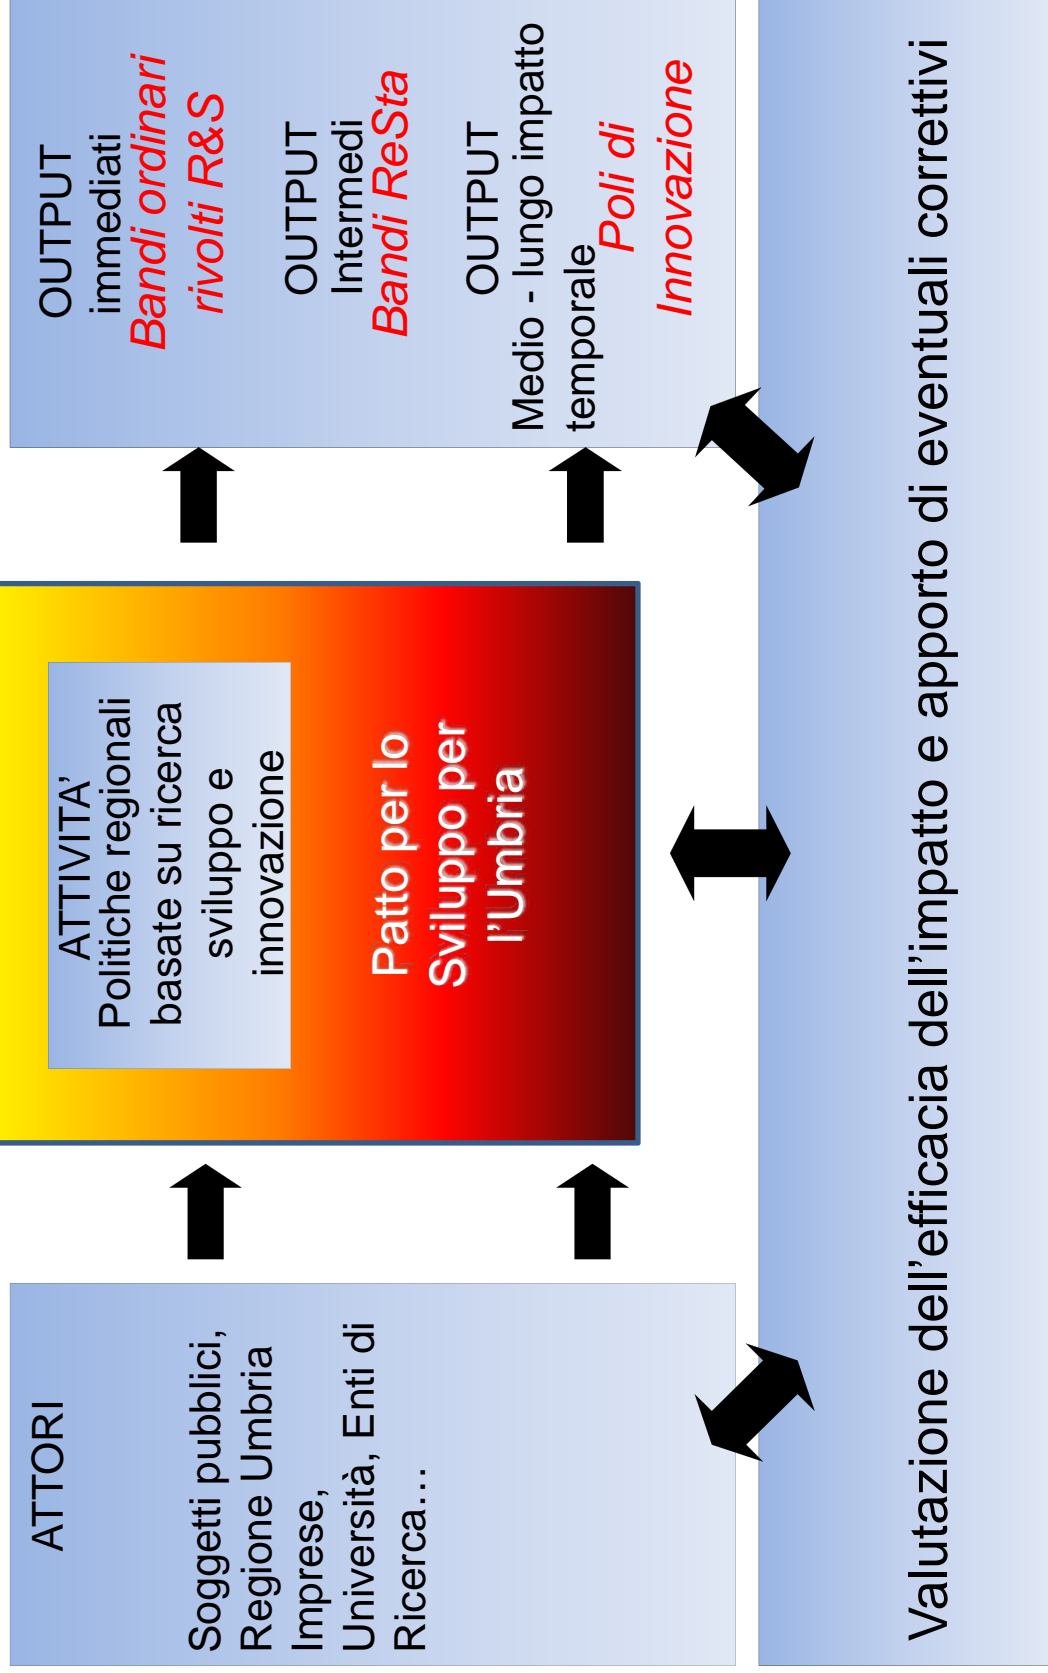 ATTORI
Soggetti pubblici,
Regione Umbria
Imprese,
Università, Enti di
Ricerca…
ATTIVITA’
Politiche regionali
basate su ricerca
sviluppo e
innovazione
Patto per lo
Sviluppo per
l’Umbria
OUTPUT
immediati
Bandi ordinari
rivolti R&S
OUTPUT
Intermedi
Bandi ReSta
OUTPUT
Medio - lungo impatto
temporale
Poli di
Innovazione
Valutazione dell’efficacia dell’impatto e apporto di eventuali correttivi